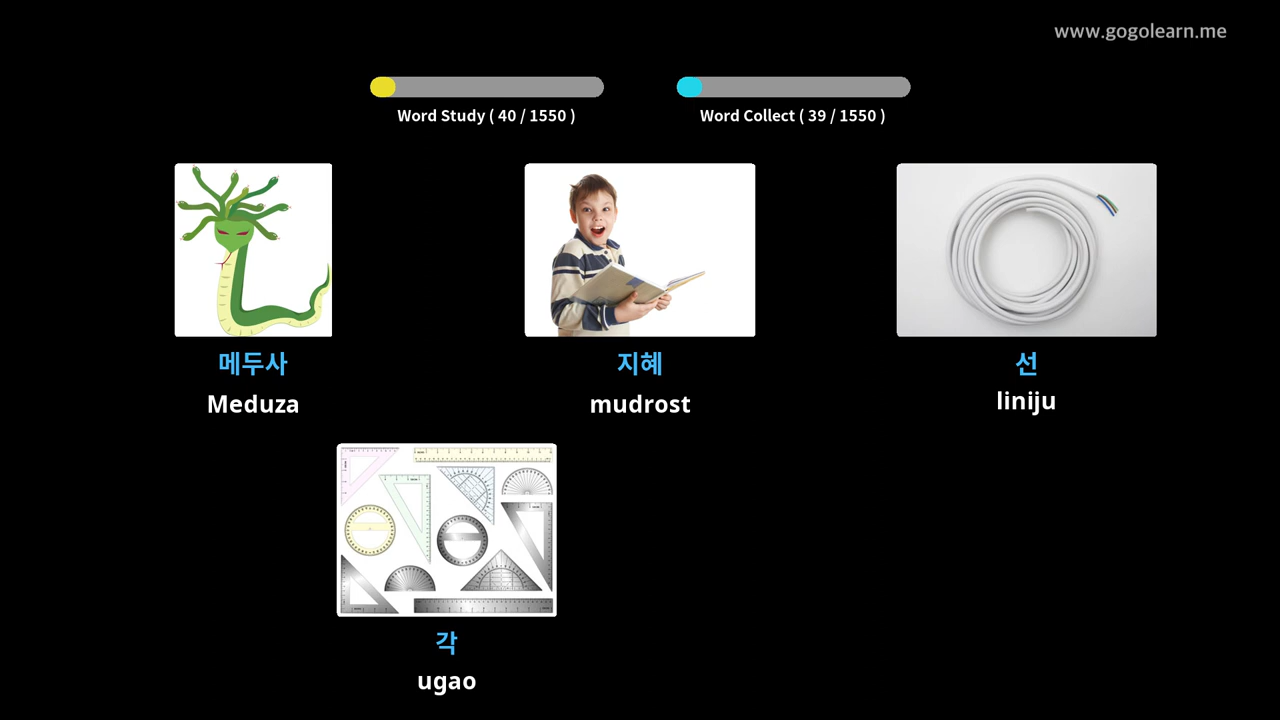 www.gogolearn.me
Word Study ( 40 / 1550 )
Word Collect ( 39 / 1550 )
메두사
Meduza
지혜
mudrost
선
liniju
각
ugao